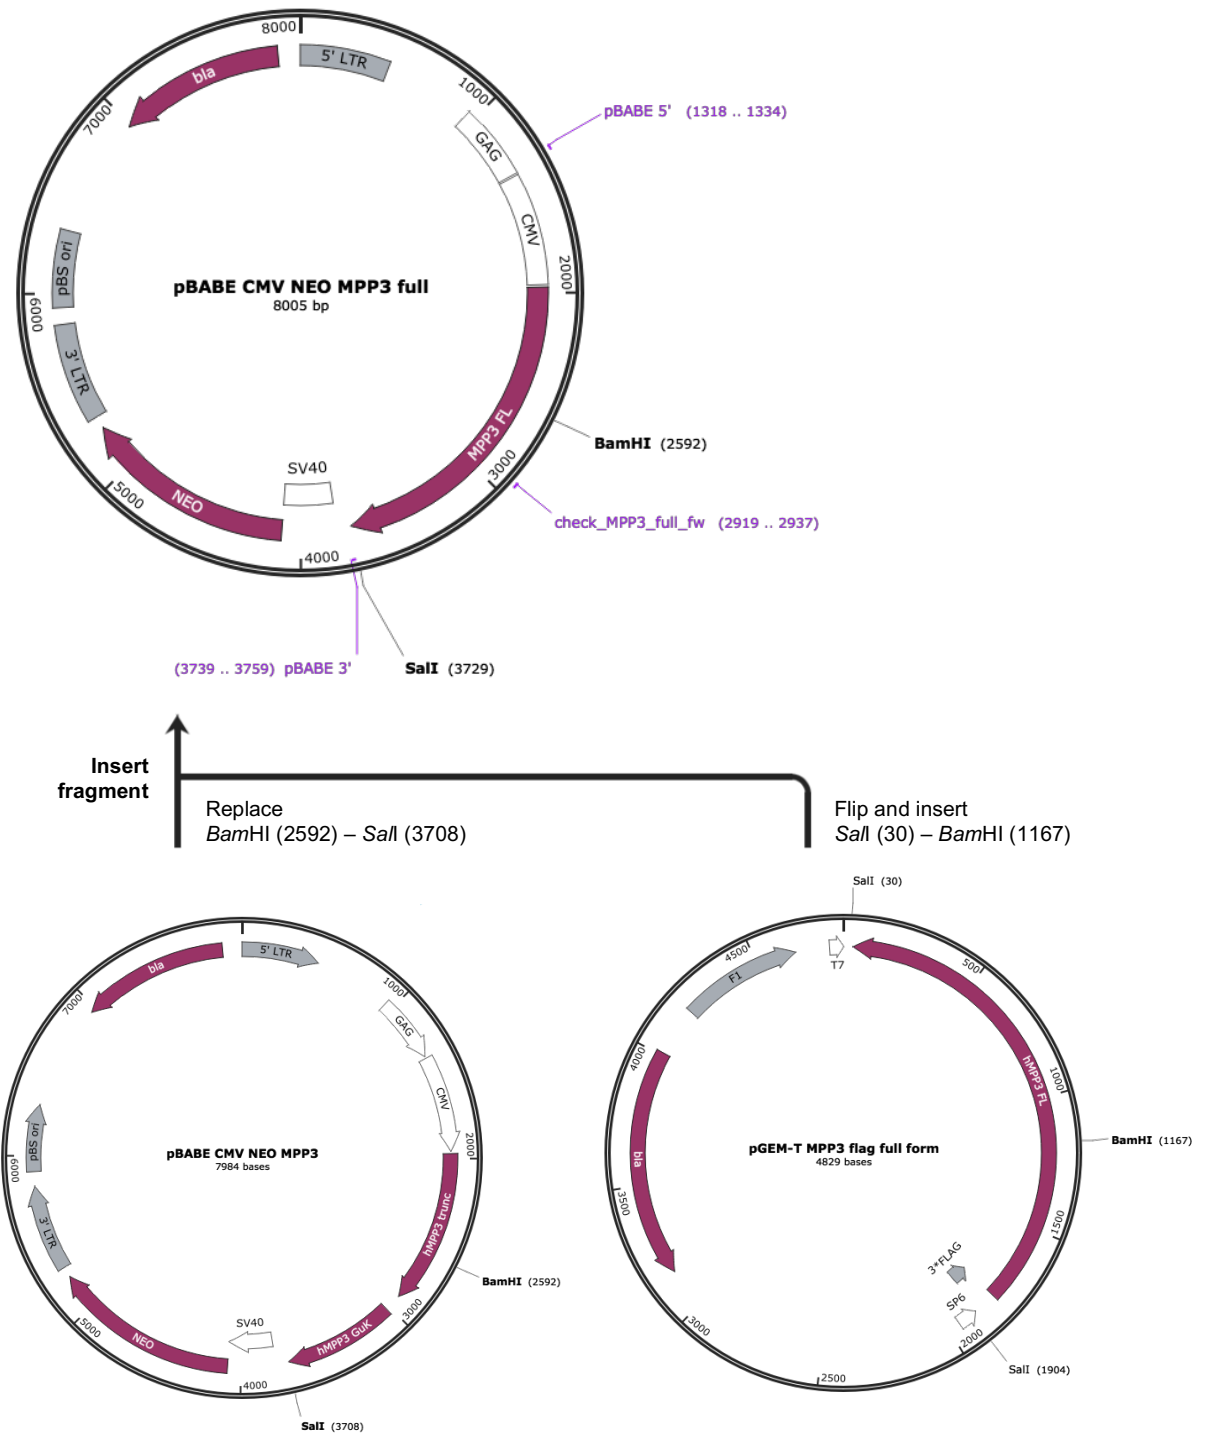 8000
5' LTR
bla
1000
7000
pBABE 5' (1318 .. 1334)
GAG
CMV
pBS ori
2000
pBABE CMV NEO MPP3 full
8005 bp
6000
3' LTR
MPP3 FL
BamHI (2592)
3000
SV40
5000
NEO
check_MPP3_full_fw (2919 .. 2937)
4000
(3739 .. 3759) pBABE 3'
SalI (3729)
Insert
fragment
Replace
BamHI (2592) – SalI (3708)
Flip and insert
SalI (30) – BamHI (1167)
5' LTR
bla
1000
7000
GAG
CMV
pBS ori
2000
pBABE CMV NEO MPP3
7984 bases
6000
3' LTR
hMPP3 trunc
BamHI (2592)
3000
SV40
hMPP3 GuK
5000
NEO
4000
SalI (3708)
SalI (30)
4500
F1
T7
500
4000
hMPP3 FL
1000
BamHI (1167)
pGEM-T MPP3 flag full form
4829 bases
bla
3500
1500
3*FLAG
SP6
3000
2000
SalI (1904)
2500